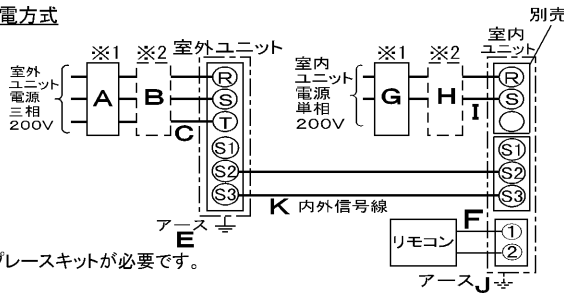 電方式
別売
※1
※2
室外ユニット
室外
ユニット
電源
三相
200V
A
B
C
R
S
T
S1
S2
S3
アース
E
K 内外信号線
※1
※2
室内
ユニット
電源
単相
200V
G
H
I
室内
ユニット
R
S
S1
S2
S3
F
リモコン
1
2
アース
J
プレースキットが必要です。